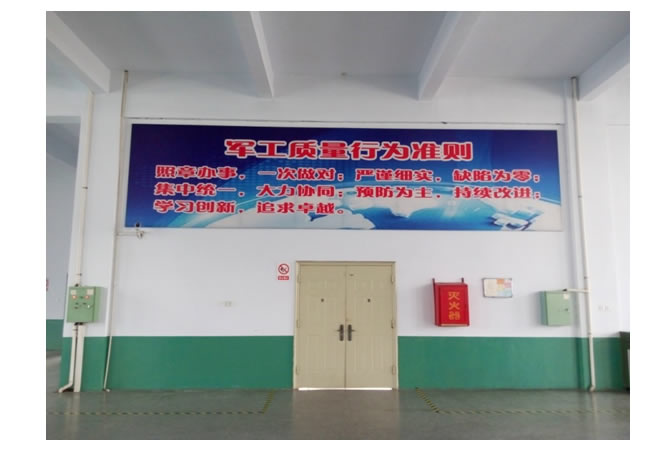 军工质量行为准则
照章办事，一次做对；严谨细实，缺陷为零；
集中统一，大力协同；预防为主，持续改进；
学习创新，追求卓越。
灭火器